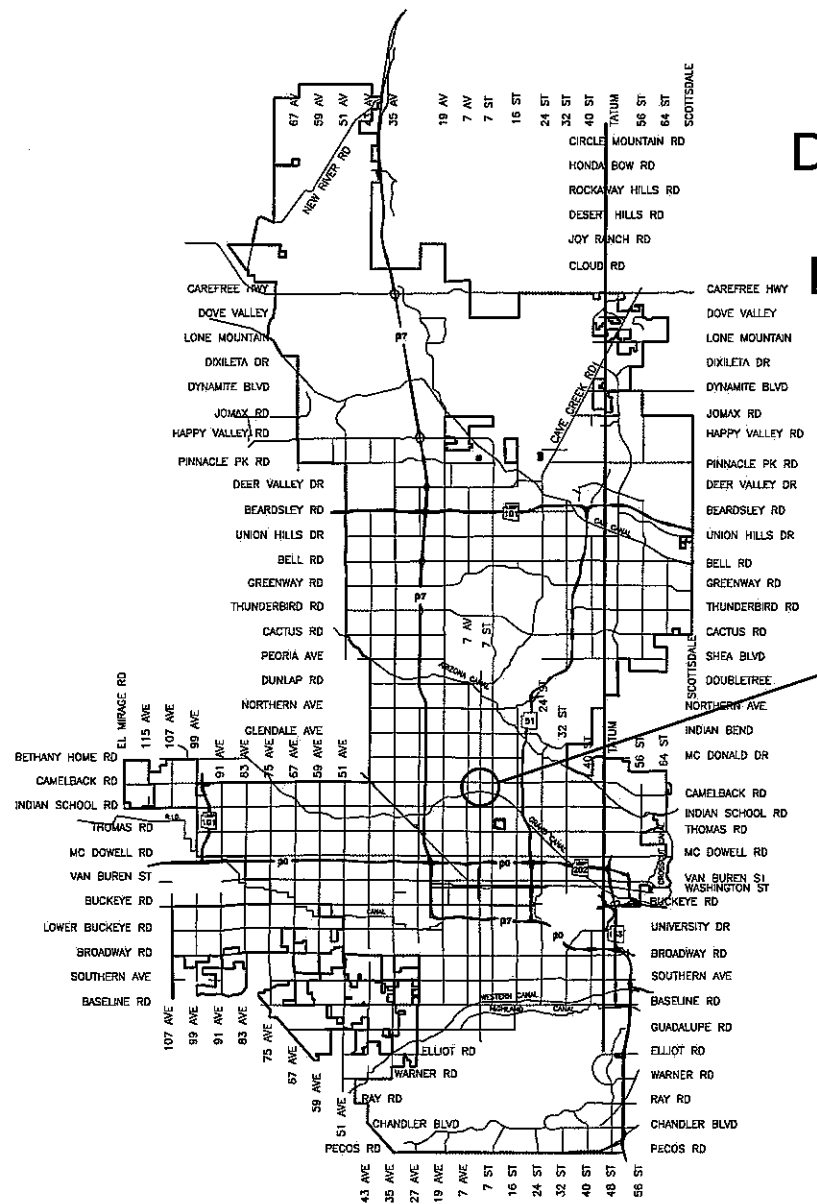 67 AV
59 AV
51 AV
35 AV
19 AV
7 AV
7 ST
16 ST
24 ST
32 ST
40 ST
TATUM
56 ST
64 ST
SCOTTSDALE
D
NEW RIVER RD
CIRCLE MOUNTAIN RD
HONDA BOW RD
ROCKAWAY HILLS RD
DESERT HILLS RD
JOY RANCH RD
CLOUD RD
CAREFREE HWY
CAREFREE HWY
DOVE VALLEY
DOVE VALLEY
LONE MOUNTAIN
LONE MOUNTAIN
DIXILETA DR
DIXILETA DR
DYNAMITE BLVD
DYNAMITE BLVD
CAVE CREEK RD
JOMAX RD
JOMAX RD
HAPPY VALLEY RD
HAPPY VALLEY RD
PINNACLE PK RD
PINNACLE PK RD
DEER VALLEY DR
DEER VALLEY DR
BEARDSLEY RD
101
BEARDSLEY RD
UNION HILLS DR
CANAL
UNION HILLS DR
BELL RD
BELL RD
GREENWAY RD
GREENWAY RD
THUNDERBIRD RD
THUNDERBIRD RD
CACTUS RD
7 AV
7 ST
CACTUS RD
PEORIA AVE
SHEA BLVD
DUNLAP RD
ARIZONA CANAL
DOUBLETREE
NORTHERN AVE
24 ST
SCOTTSDALE
NORTHERN AVE
GLENDALE AVE
51
32 ST
INDIAN BEND
EL MIRAGE RD
115 AVE
107 AVE
99 AVE
91 AVE
83 AVE
75 AVE
67 AVE
59 AVE
51 AVE
40 ST
TATUM
56 ST
64 ST
MC DONALD DR
BETHANY HOME RD
CAMELBACK RD
CAMELBACK RD
INDIAN SCHOOL RD
INDIAN SCHOOL RD
THOMAS RD
101
GRAND CANAL
THOMAS RD
CROSSCUT CANAL
MC DOWELL RD
202
MC DOWELL RD
VAN BUREN ST
VAN BUREN ST
WASHINGTON ST
BUCKEYE RD
BUCKEYE RD
LOWER BUCKEYE RD
CANAL
UNIVERSITY DR
BROADWAY RD
BROADWAY RD
SOUTHERN AVE
SOUTHERN AVE
BASELINE RD
WESTERN CANAL
HIGHLAND CANAL
BASELINE RD
GUADALUPE RD
107 AVE
99 AVE
91 AVE
83 AVE
75 AVE
67 AVE
59 AVE
51 AVE
ELLIOT RD
ELLIOT RD
WARNER RD
WARNER RD
RAY RD
RAY RD
CHANDLER BLVD
CHANDLER BLVD
PECOS RD
PECOS RD
43 AVE
35 AVE
27 AVE
19 AVE
7 AVE
7 ST
16 ST
24 ST
32 ST
40 ST
48 ST
56 ST